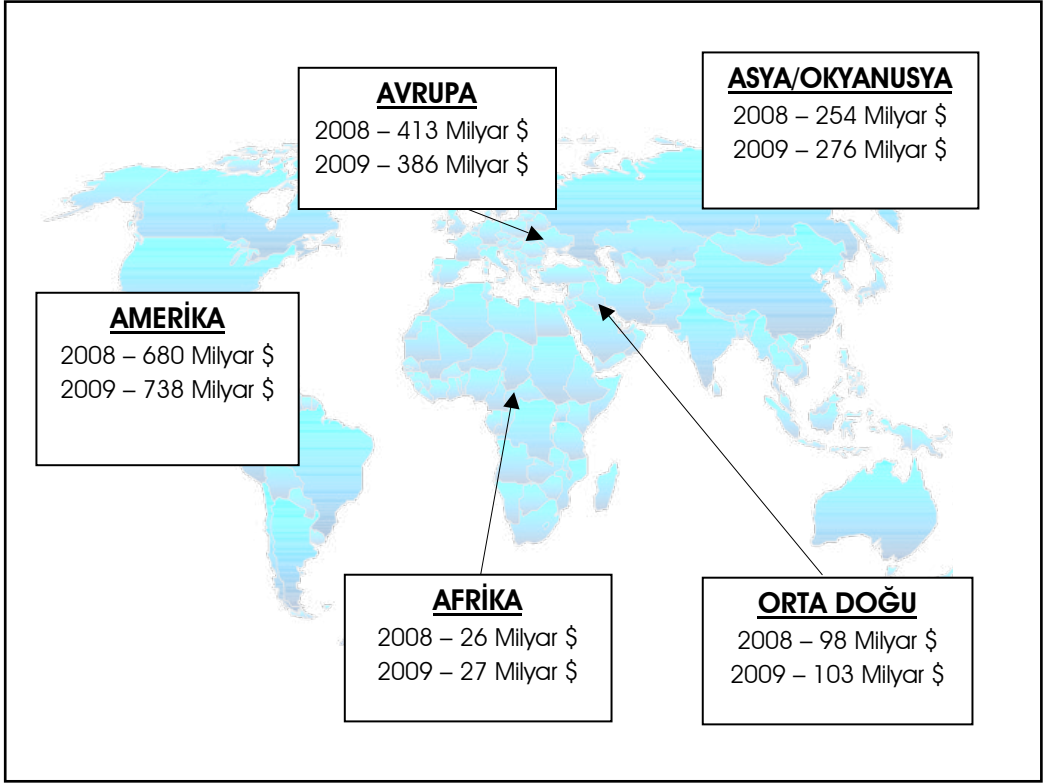 AVRUPA
2008 – 413 Milyar $
2009 – 386 Milyar $
ASYA/OKYANUSYA
2008 – 254 Milyar $
2009 – 276 Milyar $
AMERİKA
2008 – 680 Milyar $
2009 – 738 Milyar $
AFRİKA
2008 – 26 Milyar $
2009 – 27 Milyar $
ORTA DOĞU
2008 – 98 Milyar $
2009 – 103 Milyar $